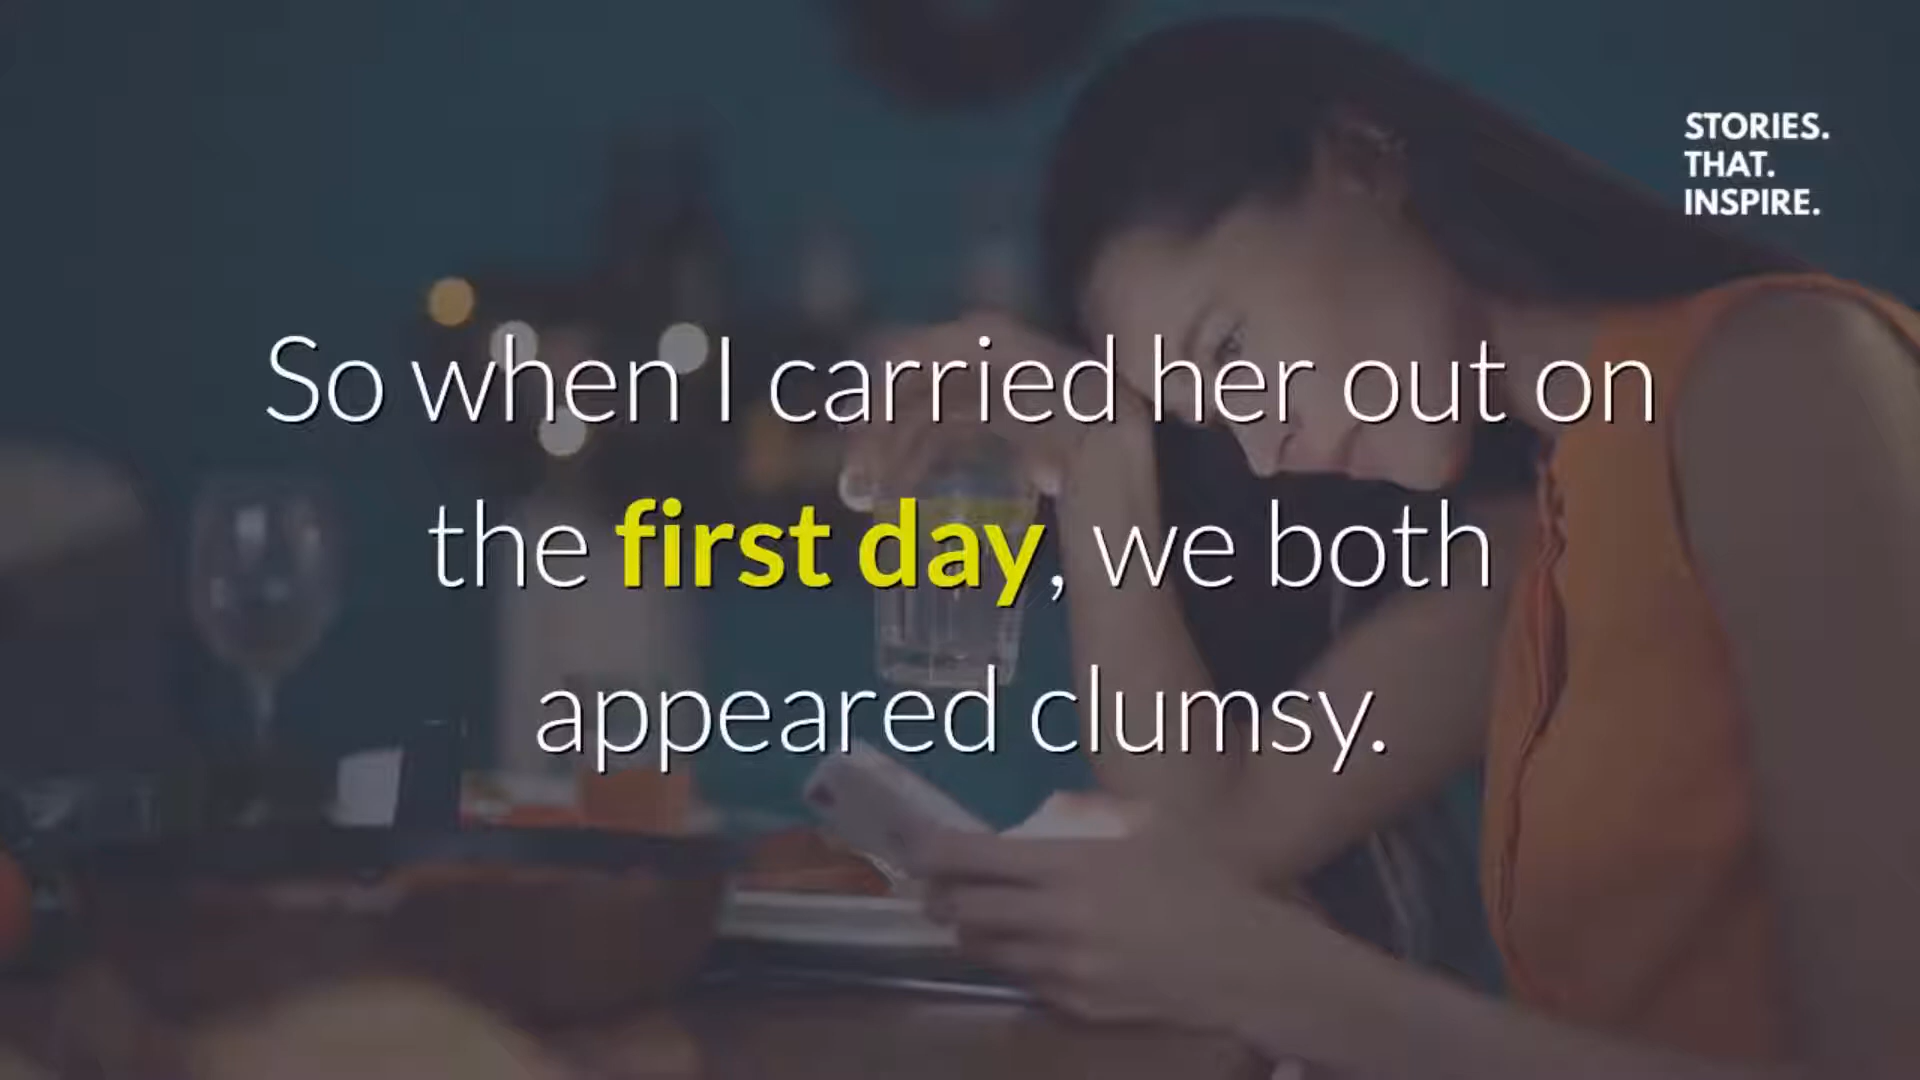 STORIES.
THAT.
INSPIRE.
So when I carried her out on
the first day, we both
appeared clumsy.